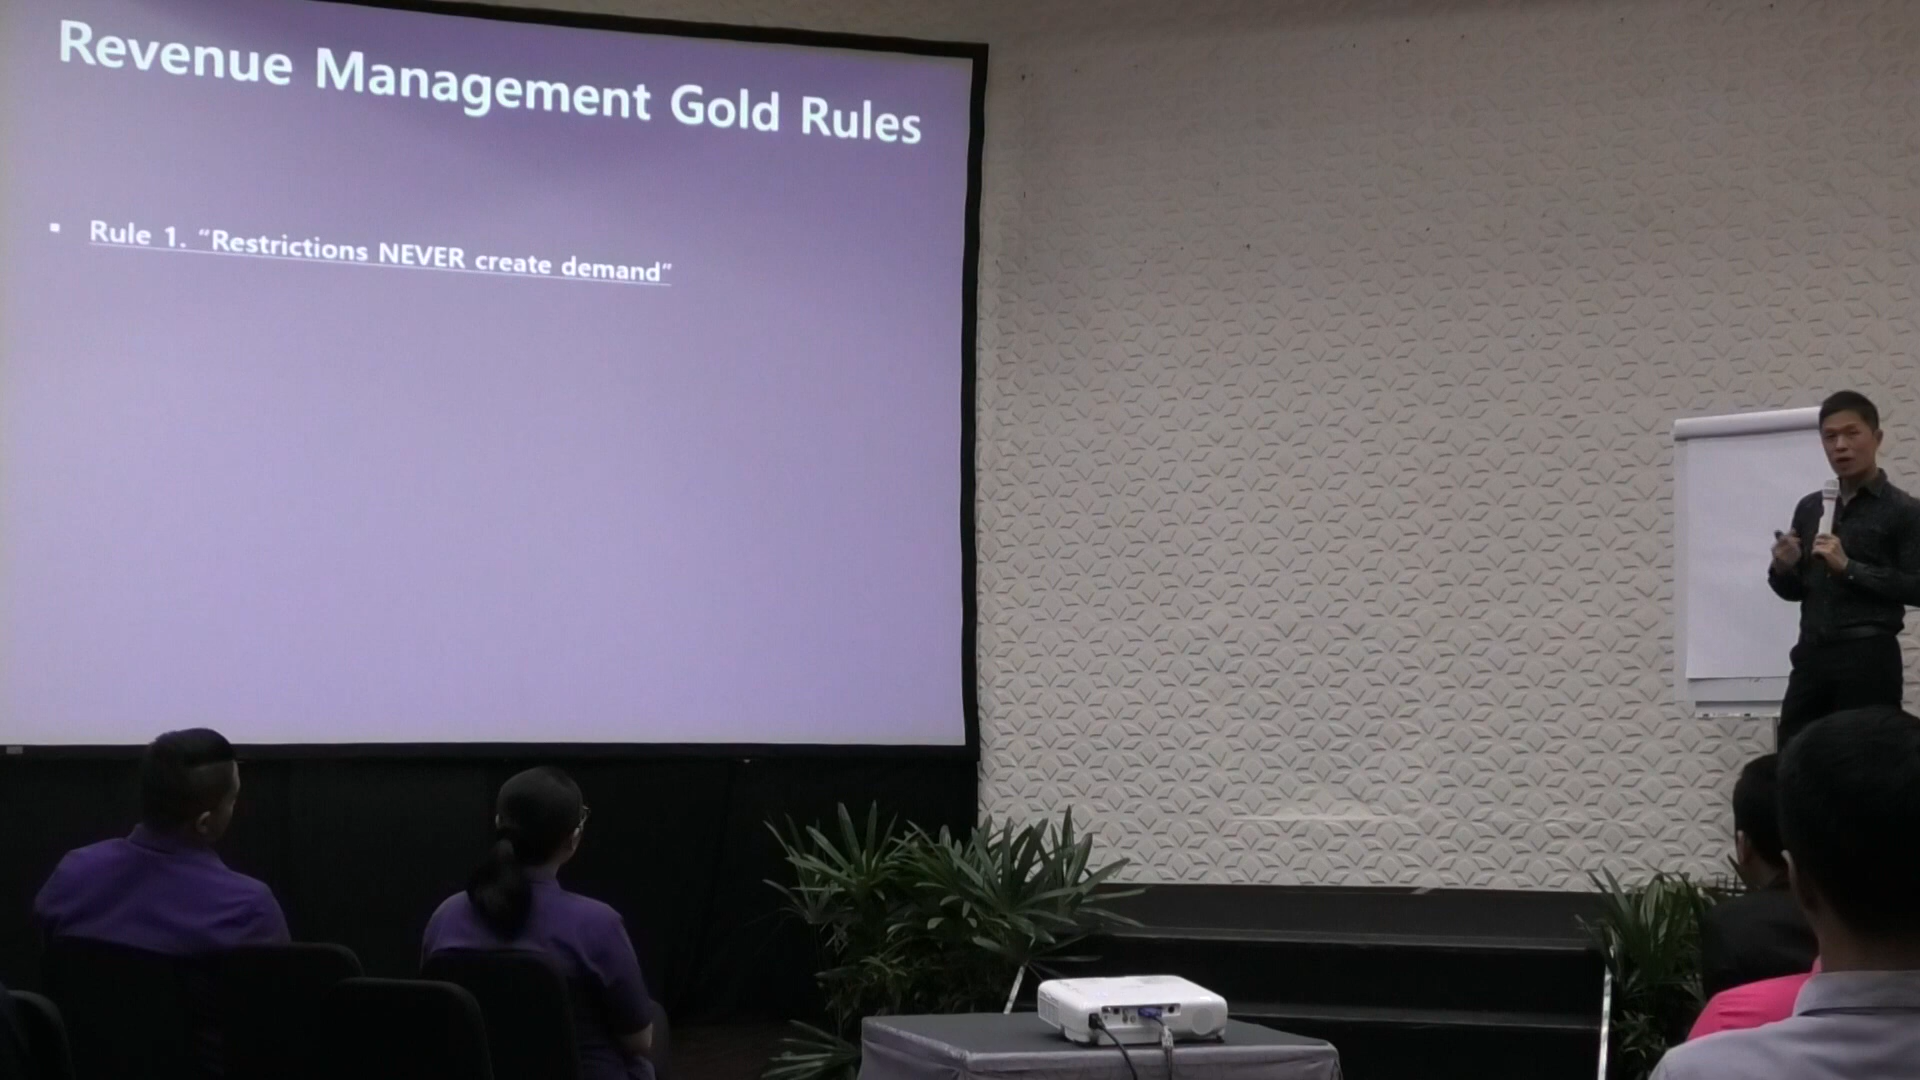 Revenue Management Gold Rules
▪ Rule 1. “Restrictions NEVER create demand”